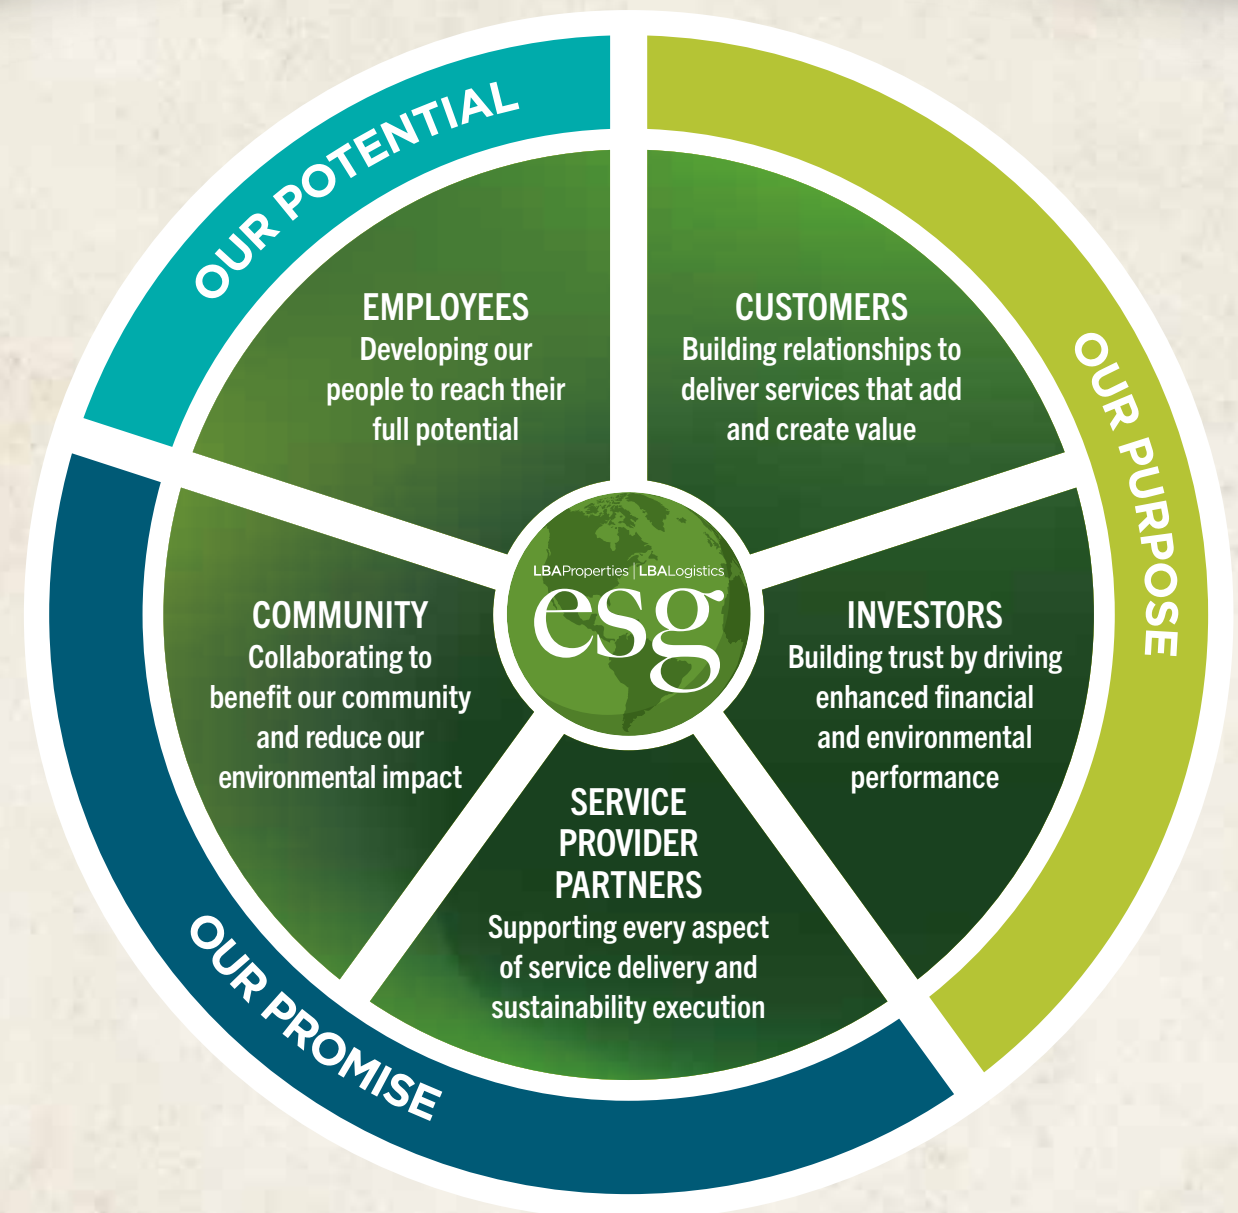 OUR POTENTIAL
OUR PURPOSE
OUR PROMISE
EMPLOYEES
Developing our
people to reach their
full potential
CUSTOMERS
Building relationships to
deliver services that add
and create value
COMMUNITY
Collaborating to
benefit our community
and reduce our
environmental impact
LBAProperties | LBALogistics
esg
INVESTORS
Building trust by driving
enhanced financial
and environmental
performance
SERVICE
PROVIDER
PARTNERS
Supporting every aspect
of service delivery and
sustainability execution